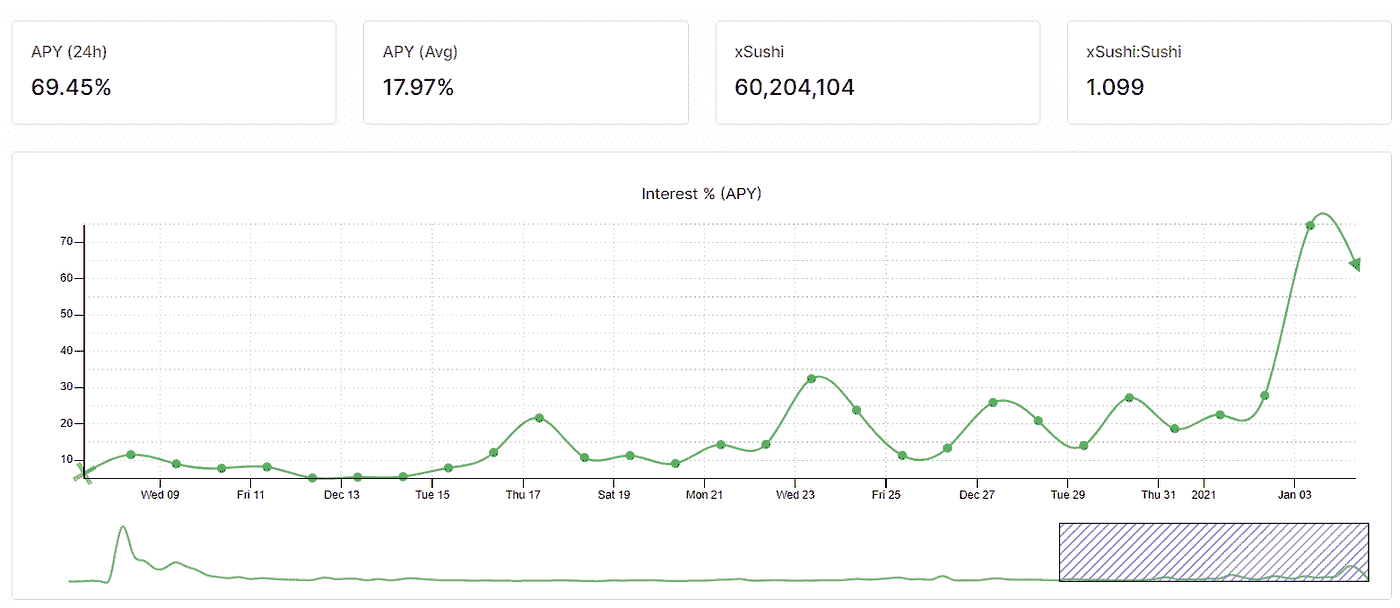 APY (24h)
69.45%
APY (Avg)
17.97%
xSushi
60,204,104
xSushi:Sushi
1.099
Interest % (APY)
70
60
50
40
30
20
10
Wed 09 Fri 11 Dec 13 Tue 15 Thu 17 Sat 19 Mon 21 Wed 23 Fri 25 Dec 27 Tue 29 Thu 31 2021 Jan 03